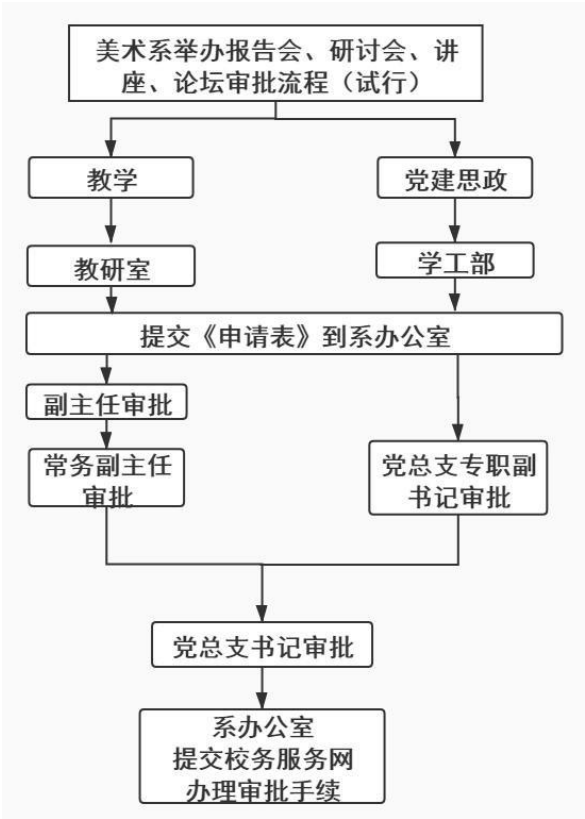 美术系举办报告会、研讨会、讲
座、论坛审批流程（试行）
教学
党建思政
教研室
学工部
提交《申请表》到系办公室
副主任审批
常务副主任
审批
党总支专职副
书记审批
党总支书记审批
系办公室
提交校务服务网
办理审批手续